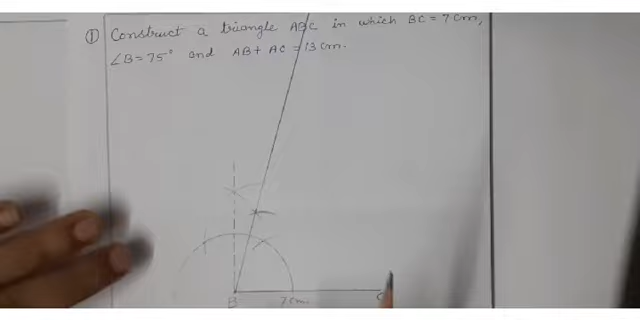 ① Construct a triangle ABC in which BC = 7 cm,
∠B = 75° and AB + AC = 13 cm.
B 7 cm C